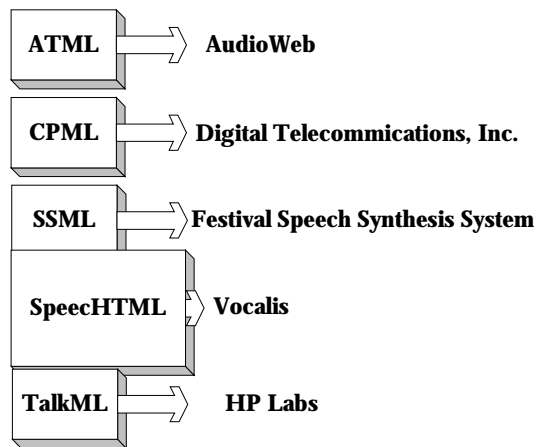 ATML AudioWeb
CPML Digital Telecommications, Inc.
SSML Festival Speech Synthesis System
SpeecHTML Vocalis
TalkML HP Labs